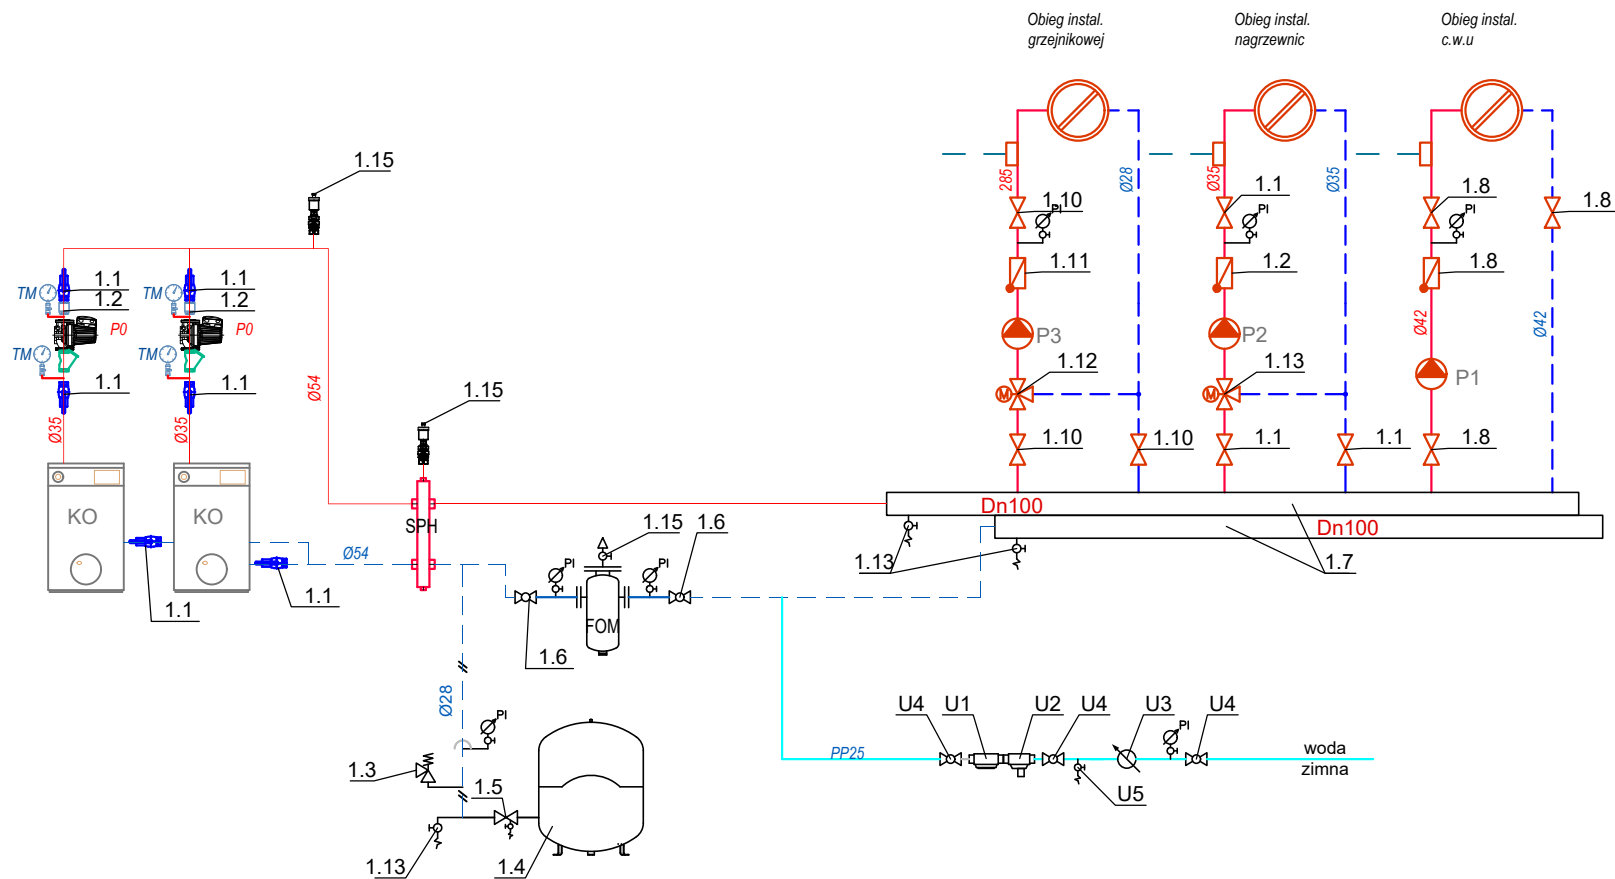 Obieg instal.
grzejnikowej
Obieg instal.
nagrzewnic
Obieg instal.
c.w.u
1.15
285
Ø28
Ø35
Ø35
1.10
PI
1.1
PI
1.8
PI
1.8
1.1
1.1
TM
1.2
TM
1.2
P0
P0
1.11
1.2
1.8
Ø42
Ø42
P3
P2
P1
TM
TM
1.1
1.1
Ø54
1.12
1.13
1.15
Ø35
Ø35
1.10
1.10
1.1
1.1
1.8
KO
KO
SPH
Dn100
Dn100
1.15
1.6
Ø54
PI
PI
1.13
1.7
1.1
1.1
FOM
1.6
Ø28
PI
U4
U1
U2
U4
U3
PI
U4
PP25
woda
zimna
1.3
1.5
U5
1.13
1.4